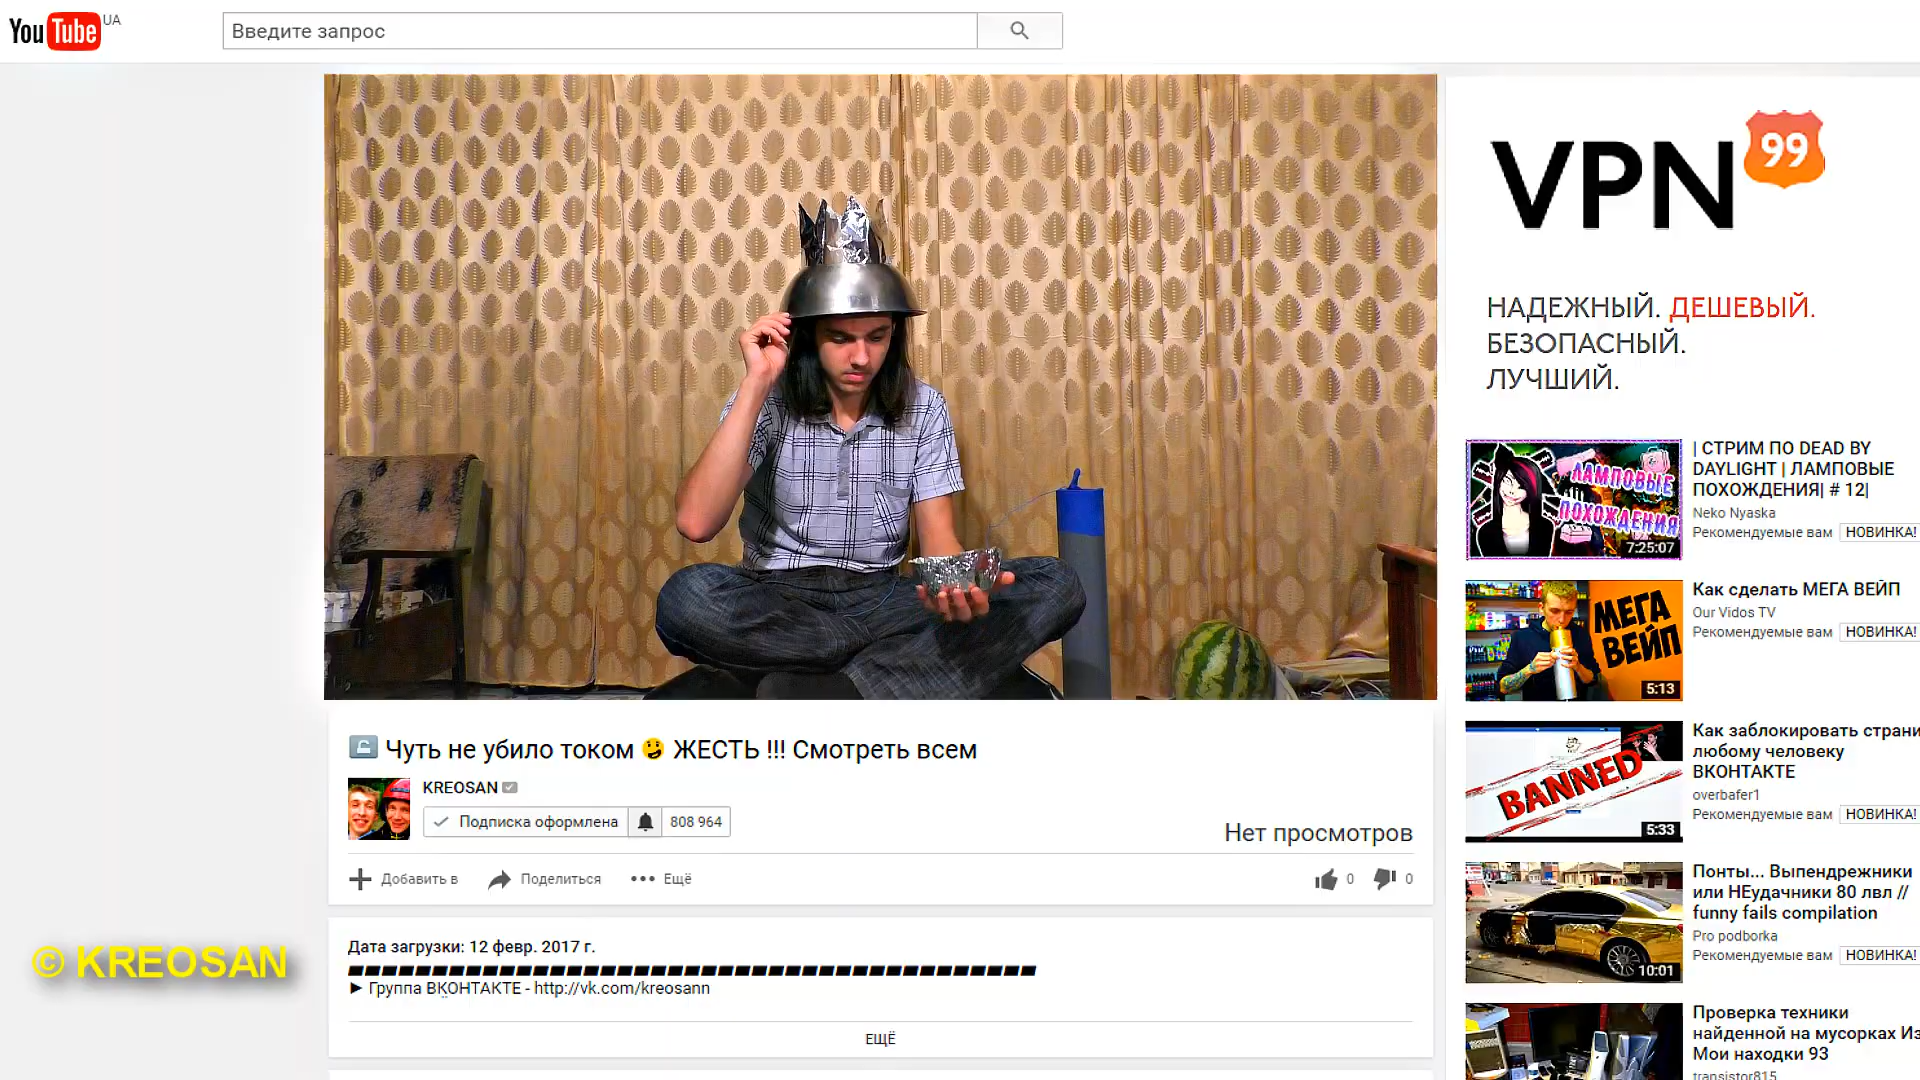 YouTube UA
Введите запрос
VPN 99
НАДЕЖНЫЙ. ДЕШЕВЫЙ.
БЕЗОПАСНЫЙ.
ЛУЧШИЙ.
ЛАМПОВЫЕ
ПОХОЖДЕНИЯ
7:25:07
| СТРИМ ПО DEAD BY
DAYLIGHT | ЛАМПОВЫЕ
ПОХОЖДЕНИЯ| # 12|
Neko Nyaska
Рекомендуемые вам НОВИНКА!
МЕГА
ВЕЙП
5:13
Как сделать МЕГА ВЕЙП
Our Vidos TV
Рекомендуемые вам НОВИНКА!
BANNED
5:33
Как заблокировать страни
любому человеку
ВКОНТАКТЕ
overbafer1
Рекомендуемые вам НОВИНКА!
10:01
Понты... Выпендрежники
или НЕудачники 80 лвл //
funny fails compilation
Pro podborka
Рекомендуемые вам НОВИНКА!
Проверка техники
найденной на мусорках Из
Мои находки 93
transistor815
Чуть не убило током ЖЕСТЬ !!! Смотреть всем
KREOSAN
Подписка оформлена 808 964
Нет просмотров
Добавить в Поделиться Ещё 0 0
Дата загрузки: 12 февр. 2017 г.
► Группа ВКОНТАКТЕ - http://vk.com/kreosann
ЕЩЁ
© KREOSAN